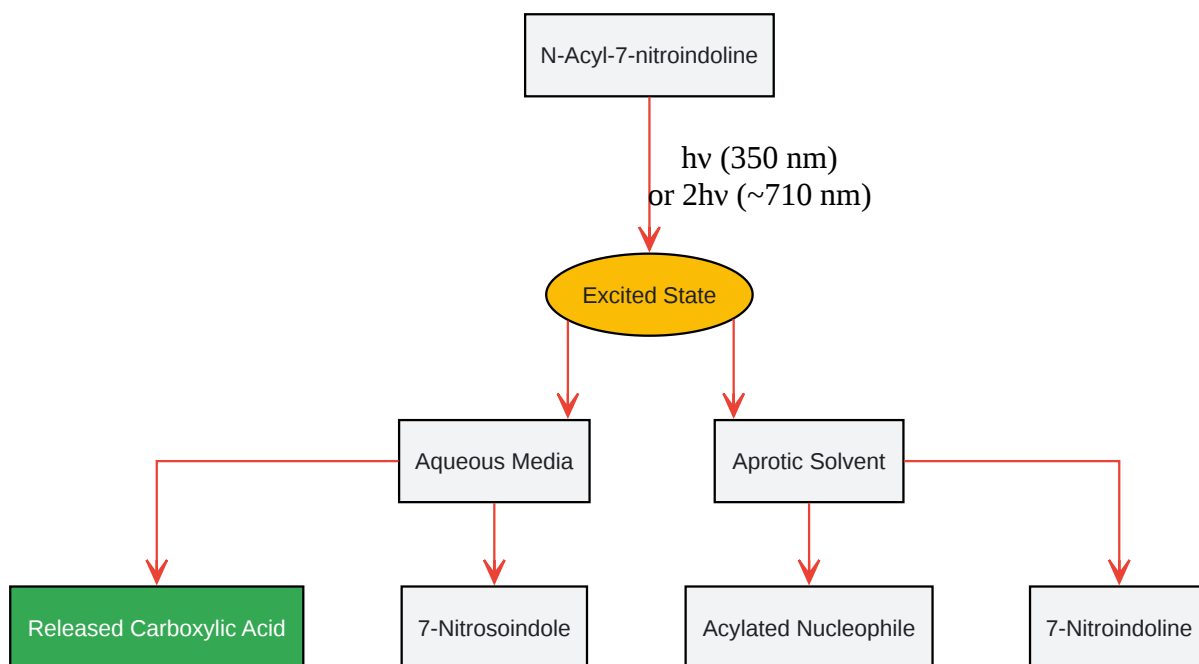 N-Acyl-7-nitroindoline
hν (350 nm)
or 2hν (~710 nm)
Excited State
Aqueous Media
Aprotic Solvent
Released Carboxylic Acid
7-Nitrosoindole
Acylated Nucleophile
7-Nitroindoline